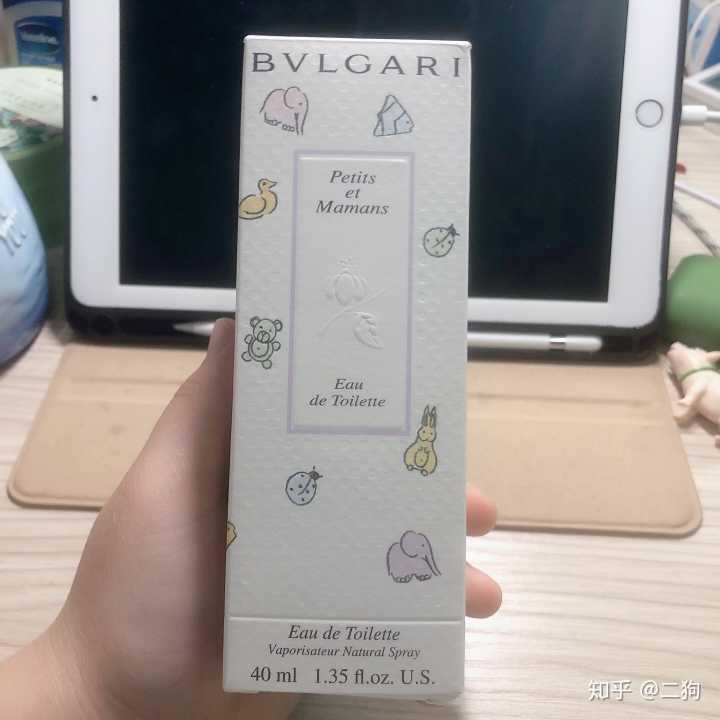 BVLGARI
Petits
et
Mamans
Eau
de Toilette
Eau de Toilette
Vaporisateur Natural Spray
40 ml 1.35 fl.oz. U.S.
知乎 @二狗